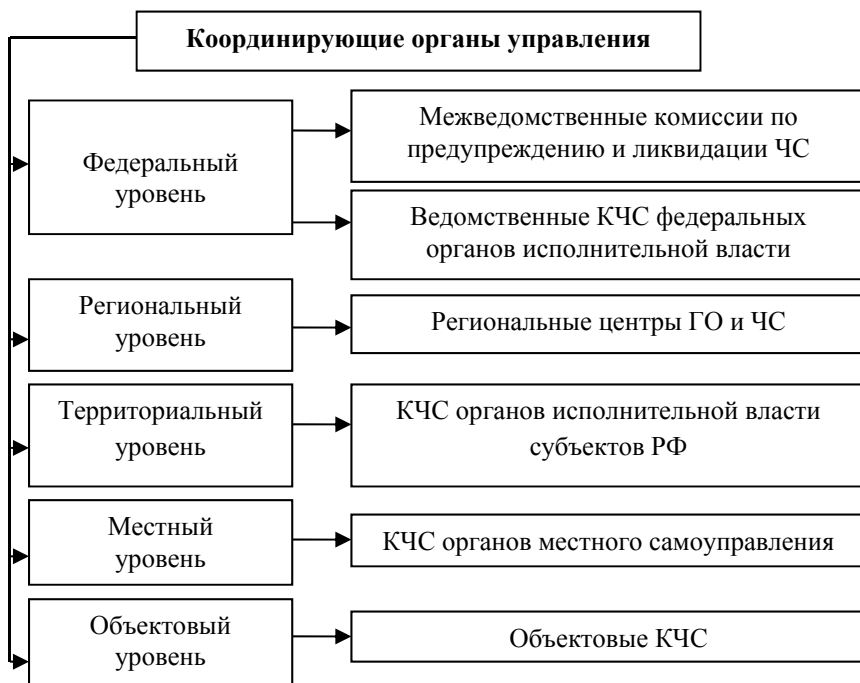 Координирующие органы управления
Федеральный
уровень
Межведомственные комиссии по
предупреждению и ликвидации ЧС
Ведомственные КЧС федеральных
органов исполнительной власти
Региональный
уровень
Региональные центры ГО и ЧС
Территориальный
уровень
КЧС органов исполнительной власти
субъектов РФ
Местный
уровень
КЧС органов местного самоуправления
Объектовый
уровень
Объектовые КЧС